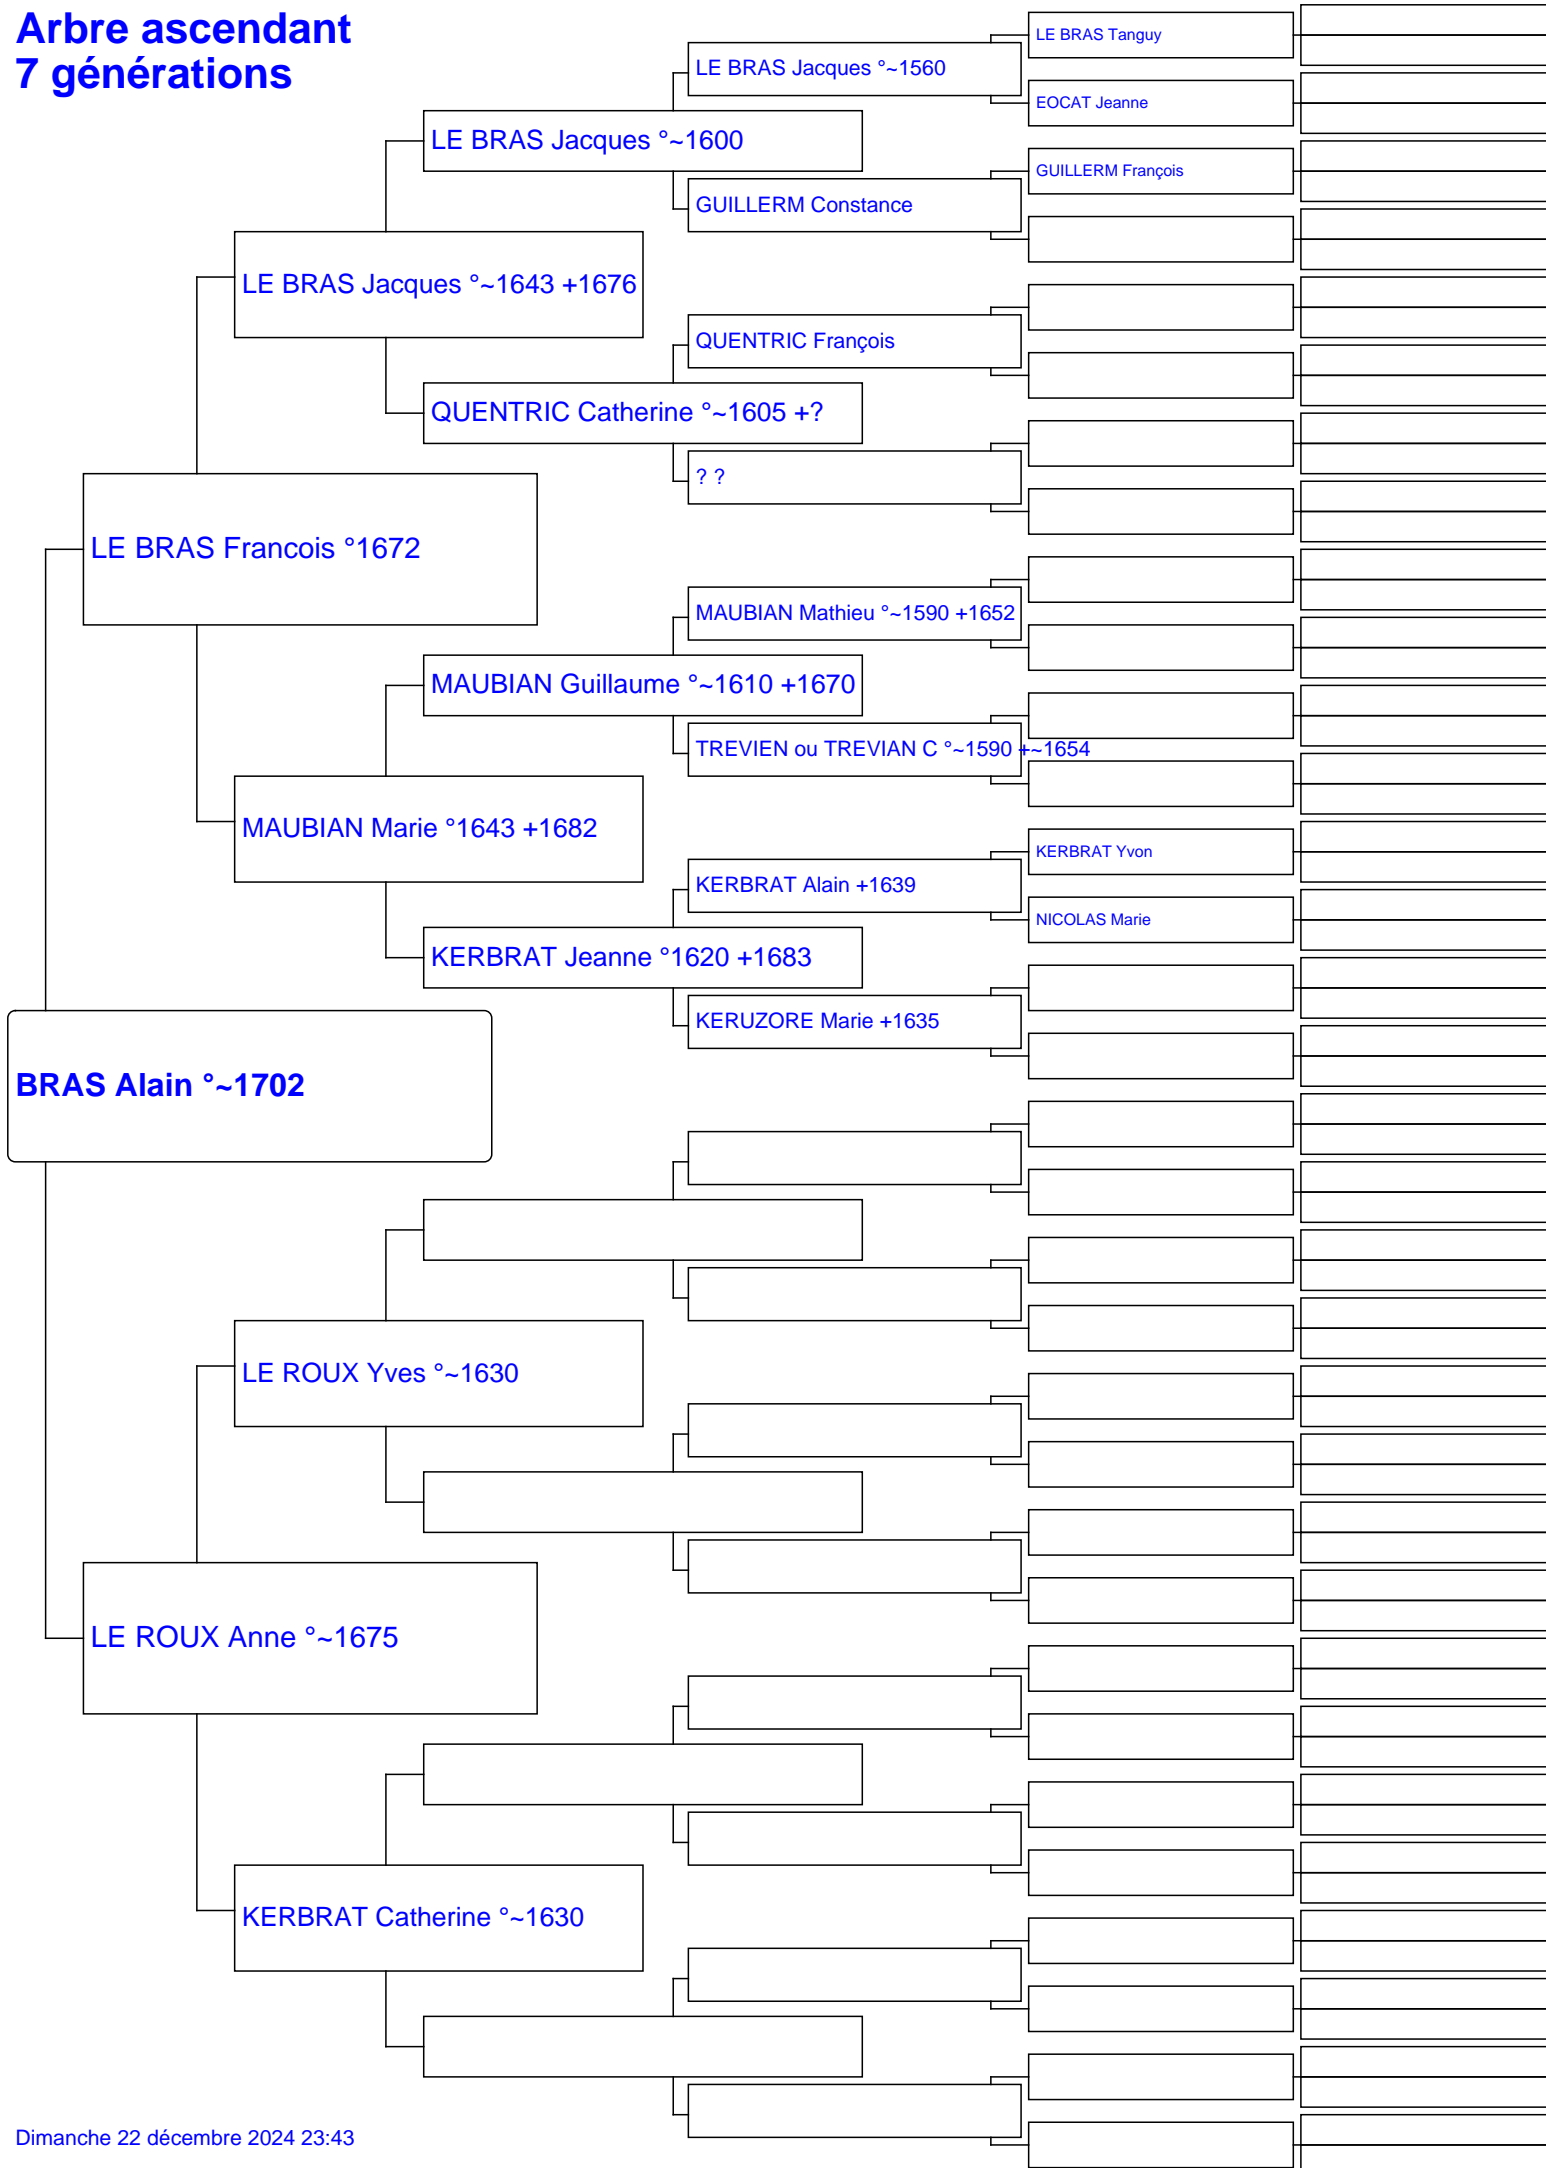 Arbre ascendant
7 générations
LE BRAS Tanguy
LE BRAS Jacques °~1560
EOCAT Jeanne
LE BRAS Jacques °~1600
GUILLERM François
GUILLERM Constance
LE BRAS Jacques °~1643 +1676
QUENTRIC François
QUENTRIC Catherine °~1605 +?
? ?
LE BRAS Francois °1672
MAUBIAN Mathieu °~1590 +1652
MAUBIAN Guillaume °~1610 +1670
TREVIEN ou TREVIAN C °~1590 +~1654
MAUBIAN Marie °1643 +1682
KERBRAT Yvon
KERBRAT Alain +1639
NICOLAS Marie
KERBRAT Jeanne °1620 +1683
KERUZORE Marie +1635
BRAS Alain °~1702
LE ROUX Yves °~1630
LE ROUX Anne °~1675
KERBRAT Catherine °~1630
Dimanche 22 décembre 2024 23:43